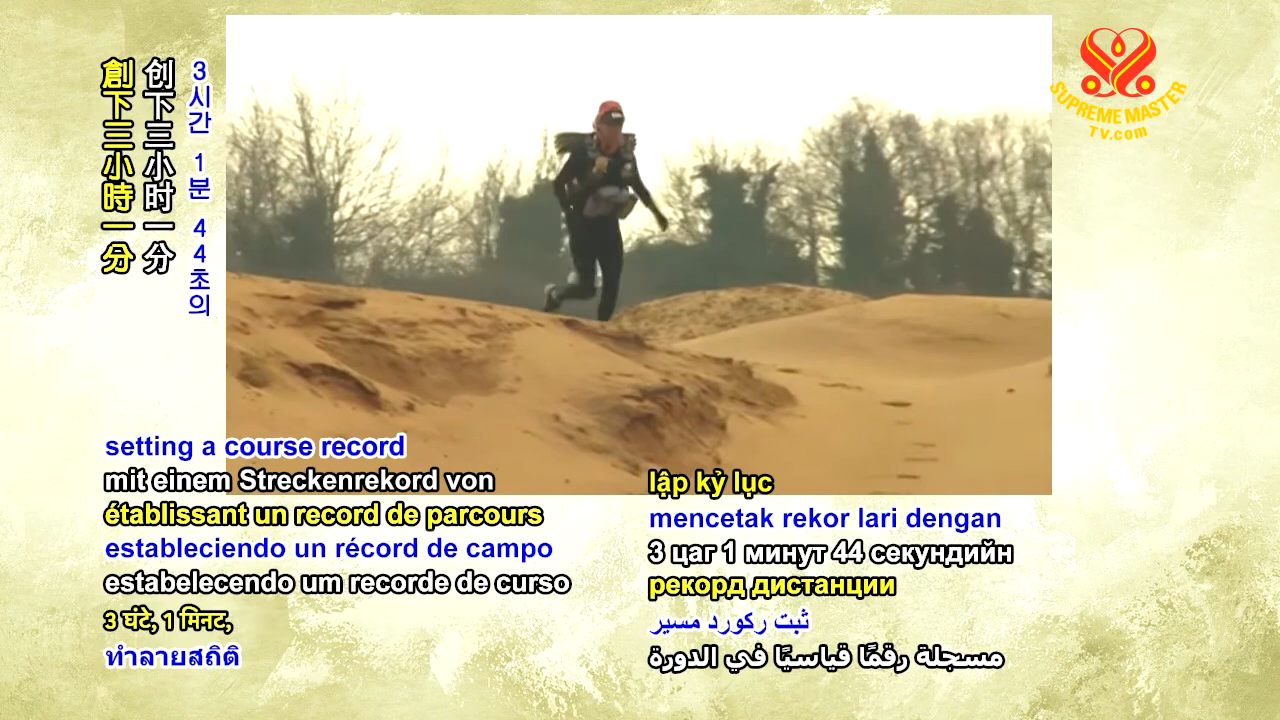 創下三小時一分
创下三小时一分
3시간 1분 44초의
SUPREME MASTER
TV.com
setting a course record
mit einem Streckenrekord von
établissant un record de parcours
estableciendo un récord de campo
estabelecendo um recorde de curso
3 घंटे, 1 मिनट,
ทำลายสถิติ
lập kỷ lục
mencetak rekor lari dengan
3 цаг 1 минут 44 секундийн
рекорд дистанции
ثبت رکورد مسیر
مسجلة رقمًا قياسيًا في الدورة